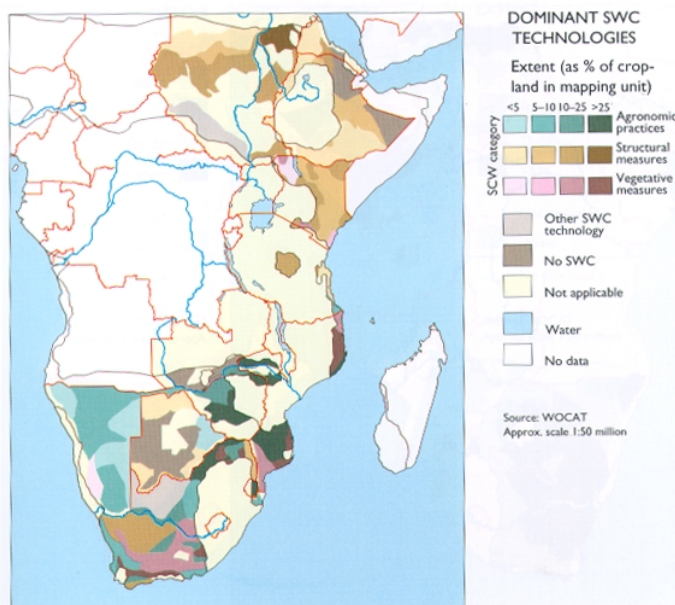 DOMINANT SWC
TECHNOLOGIES
Extent (as % of crop-
land in mapping unit)
<5 5–10 10–25 >25
SCW category
Agronomic
practices
Structural
measures
Vegetative
measures
Other SWC
technology
No SWC
Not applicable
Water
No data
Source: WOCAT
Approx. scale 1:50 million